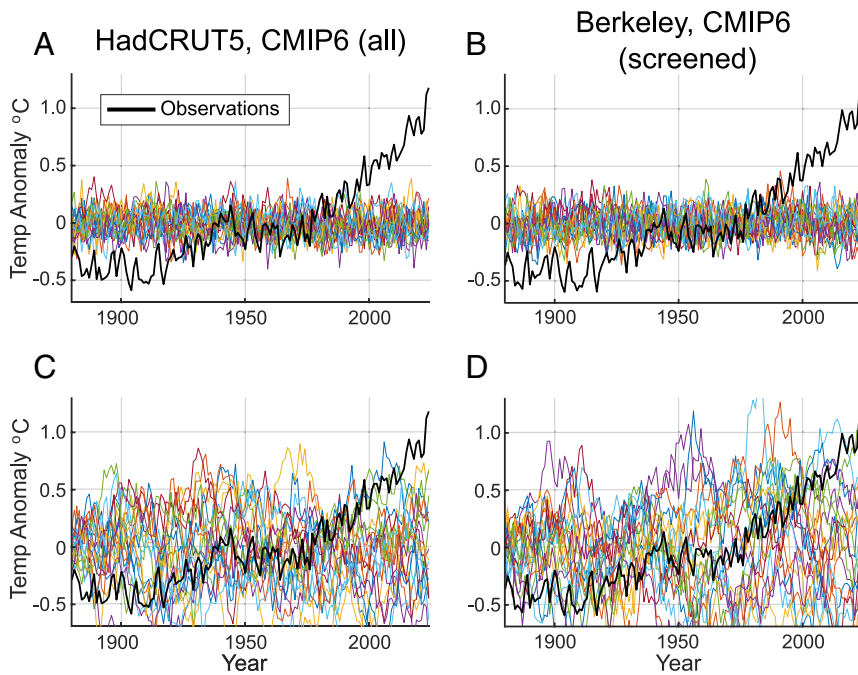 A
HadCRUT5, CMIP6 (all)
B
Berkeley, CMIP6
(screened)
Observations
Temp Anomaly °C
1.0
0.5
0
-0.5
1900
1950
2000
1.0
0.5
0
-0.5
1900
1950
2000
C
Temp Anomaly °C
1.0
0.5
0
-0.5
1900
1950
2000
Year
D
1.0
0.5
0
-0.5
1900
1950
2000
Year